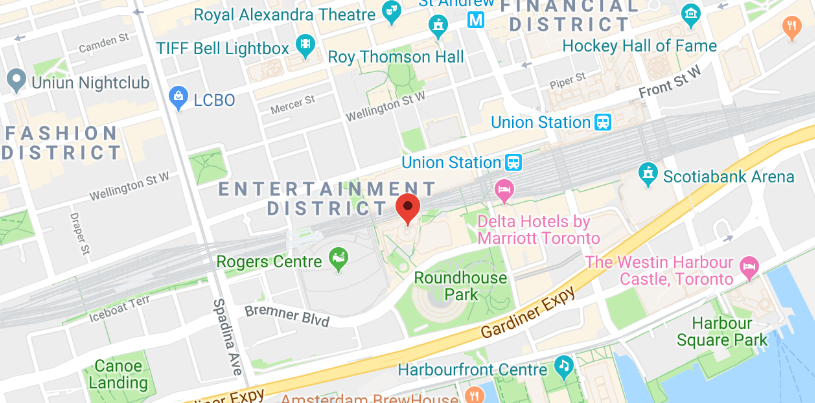 St Andrew
FINANCIAL
DISTRICT
Royal Alexandra Theatre
M
Camden St
TIFF Bell Lightbox
Roy Thomson Hall
Hockey Hall of Fame
Uniun Nightclub
LCBO
Mercer St
Wellington St W
Piper St
Front St W
FASHION
DISTRICT
Union Station
Union Station
Wellington St W
ENTERTAINMENT
DISTRICT
Scotiabank Arena
Draper St
Delta Hotels by
Marriott Toronto
Rogers Centre
The Westin Harbour
Castle, Toronto
Roundhouse
Park
Iceboat Terr
Bremner Blvd
Spadina Ave
Gardiner Expy
Harbour
Square Park
Canoe
Landing
Harbourfront Centre
diner Expy
Amsterdam BrewHouse